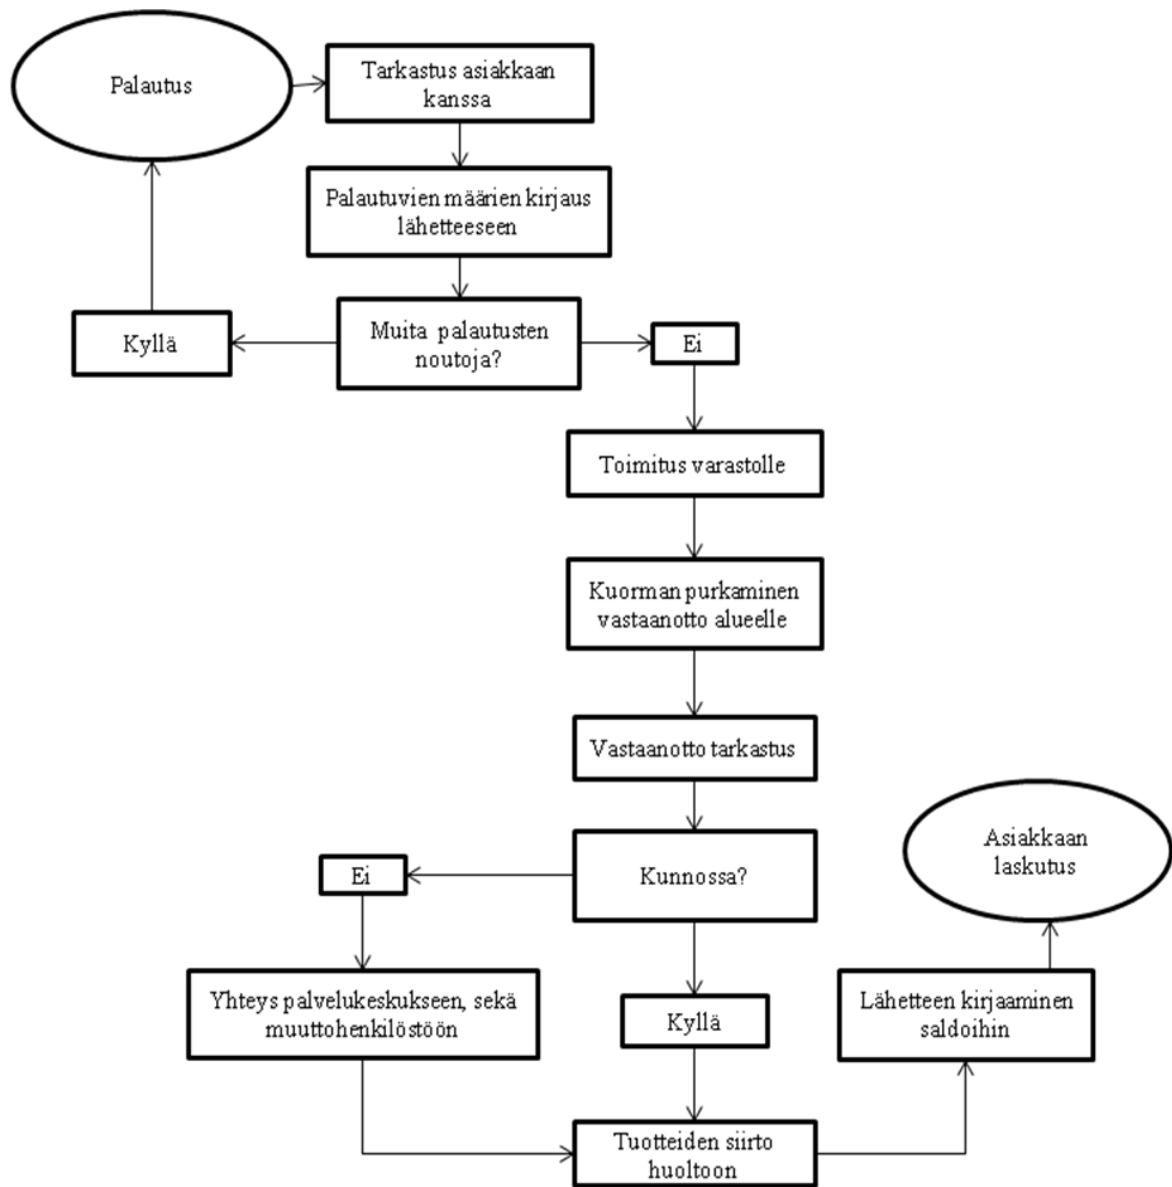 Palautus
Tarkastus asiakkaan
kanssa
Palautuvien määrien kirjaus
lähetteeseen
Muita palautusten
noutoja?
Kyllä
Ei
Toimitus varastolle
Kuorman purkaminen
vastaanotto alueelle
Vastaanotto tarkastus
Kunnossa?
Ei
Kyllä
Yhteys palvelukeskukseen, sekä
muuttohenkilöstöön
Tuotteiden siirto
huoltoon
Lähetteen kirjaaminen
saldoihin
Asiakkaan
laskutus